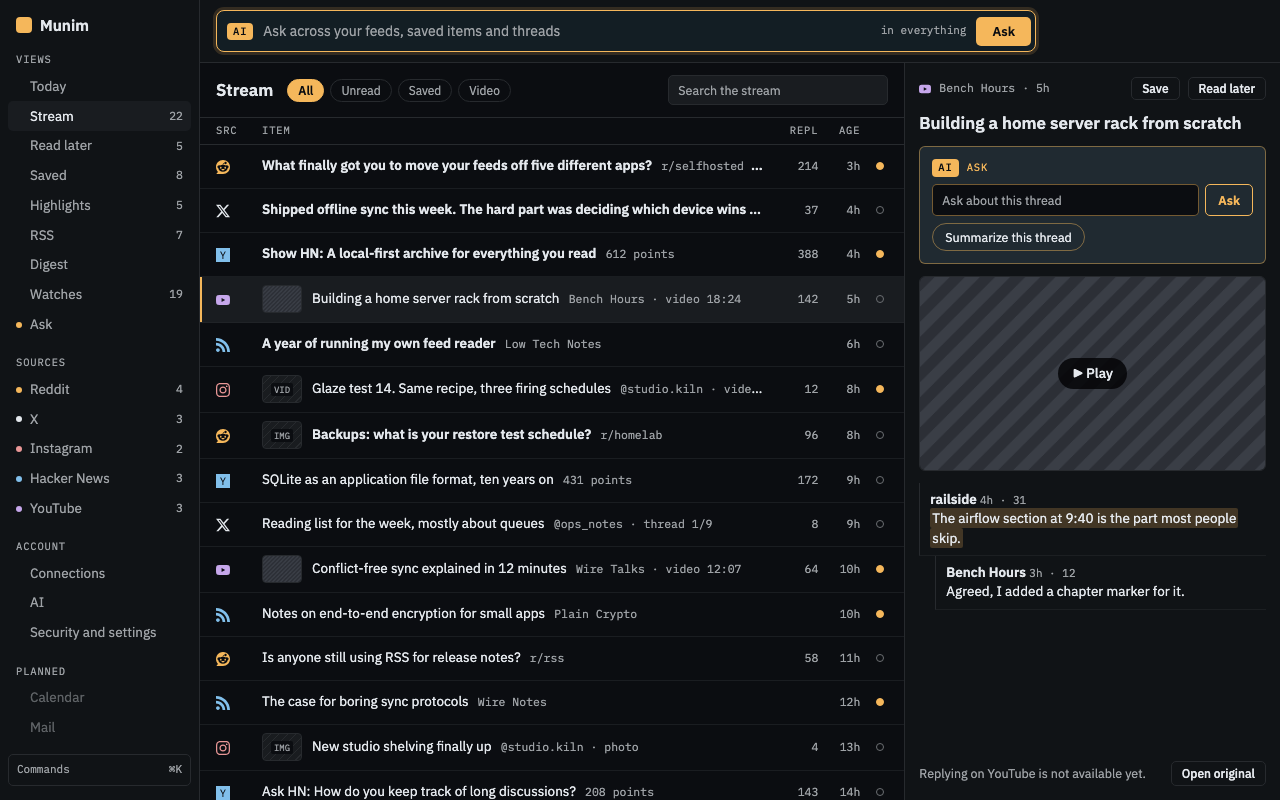 Munim
VIEWS
Today
Stream 22
Read later 5
Saved 8
Highlights 5
RSS 7
Digest
Watches 19
Ask
SOURCES
Reddit 4
X 3
Instagram 2
Hacker News 3
YouTube 3
ACCOUNT
Connections
AI
Security and settings
PLANNED
Calendar
Mail
Commands ⌘K
AI Ask across your feeds, saved items and threads in everything Ask
Stream All Unread Saved Video Search the stream
SRC ITEM REPL AGE
What finally got you to move your feeds off five different apps? r/selfhosted ... 214 3h
Shipped offline sync this week. The hard part was deciding which device wins ... 37 4h
Y Show HN: A local-first archive for everything you read 612 points 388 4h
Building a home server rack from scratch Bench Hours · video 18:24 142 5h
A year of running my own feed reader Low Tech Notes 6h
VID Glaze test 14. Same recipe, three firing schedules @studio.kiln · vide... 12 8h
IMG Backups: what is your restore test schedule? r/homelab 96 8h
Y SQLite as an application file format, ten years on 431 points 172 9h
Reading list for the week, mostly about queues @ops_notes · thread 1/9 8 9h
Conflict-free sync explained in 12 minutes Wire Talks · video 12:07 64 10h
Notes on end-to-end encryption for small apps Plain Crypto 10h
Is anyone still using RSS for release notes? r/rss 58 11h
The case for boring sync protocols Wire Notes 12h
IMG New studio shelving finally up @studio.kiln · photo 4 13h
Y Ask HN: How do you keep track of long discussions? 208 points 143 14h
Bench Hours · 5h Save Read later
Building a home server rack from scratch
AI ASK
Ask about this thread Ask
Summarize this thread
Play
railside 4h · 31
The airflow section at 9:40 is the part most people
skip.
Bench Hours 3h · 12
Agreed, I added a chapter marker for it.
Replying on YouTube is not available yet. Open original